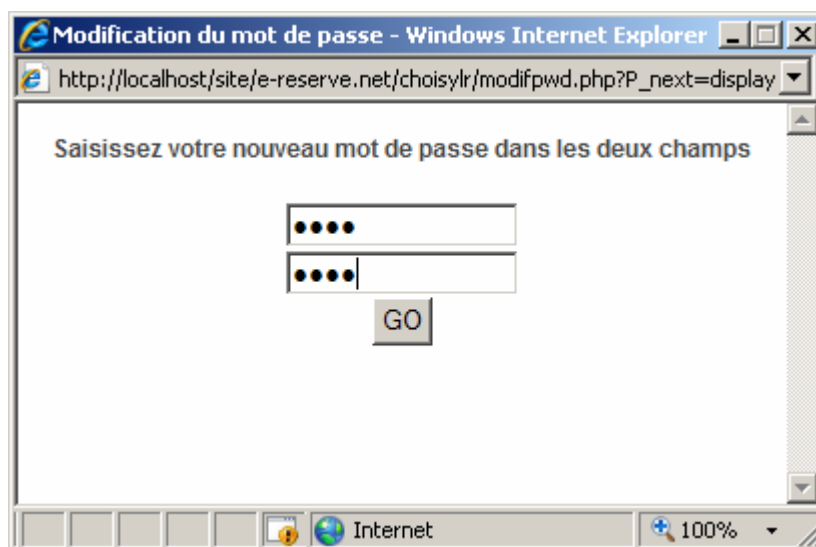 Modification du mot de passe - Windows Internet Explorer
http://localhost/site/e-reserve.net/choisylr/modifpwd.php?P_next=display
Saisissez votre nouveau mot de passe dans les deux champs
••••
••••
GO
Internet
100%